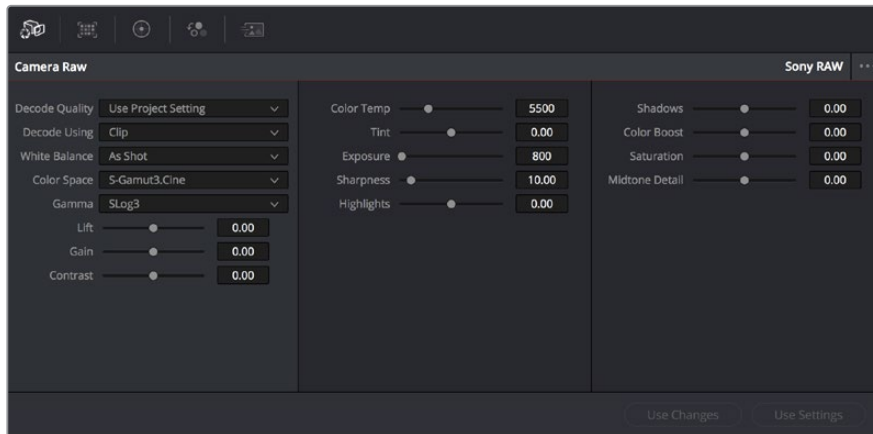 Camera Raw
Sony RAW
Decode Quality Use Project Setting
Decode Using Clip
White Balance As Shot
Color Space S-Gamut3.Cine
Gamma SLog3
Lift 0.00
Gain 0.00
Contrast 0.00
Color Temp 5500
Tint 0.00
Exposure 800
Sharpness 10.00
Highlights 0.00
Shadows 0.00
Color Boost 0.00
Saturation 0.00
Midtone Detail 0.00
Use Changes
Use Settings